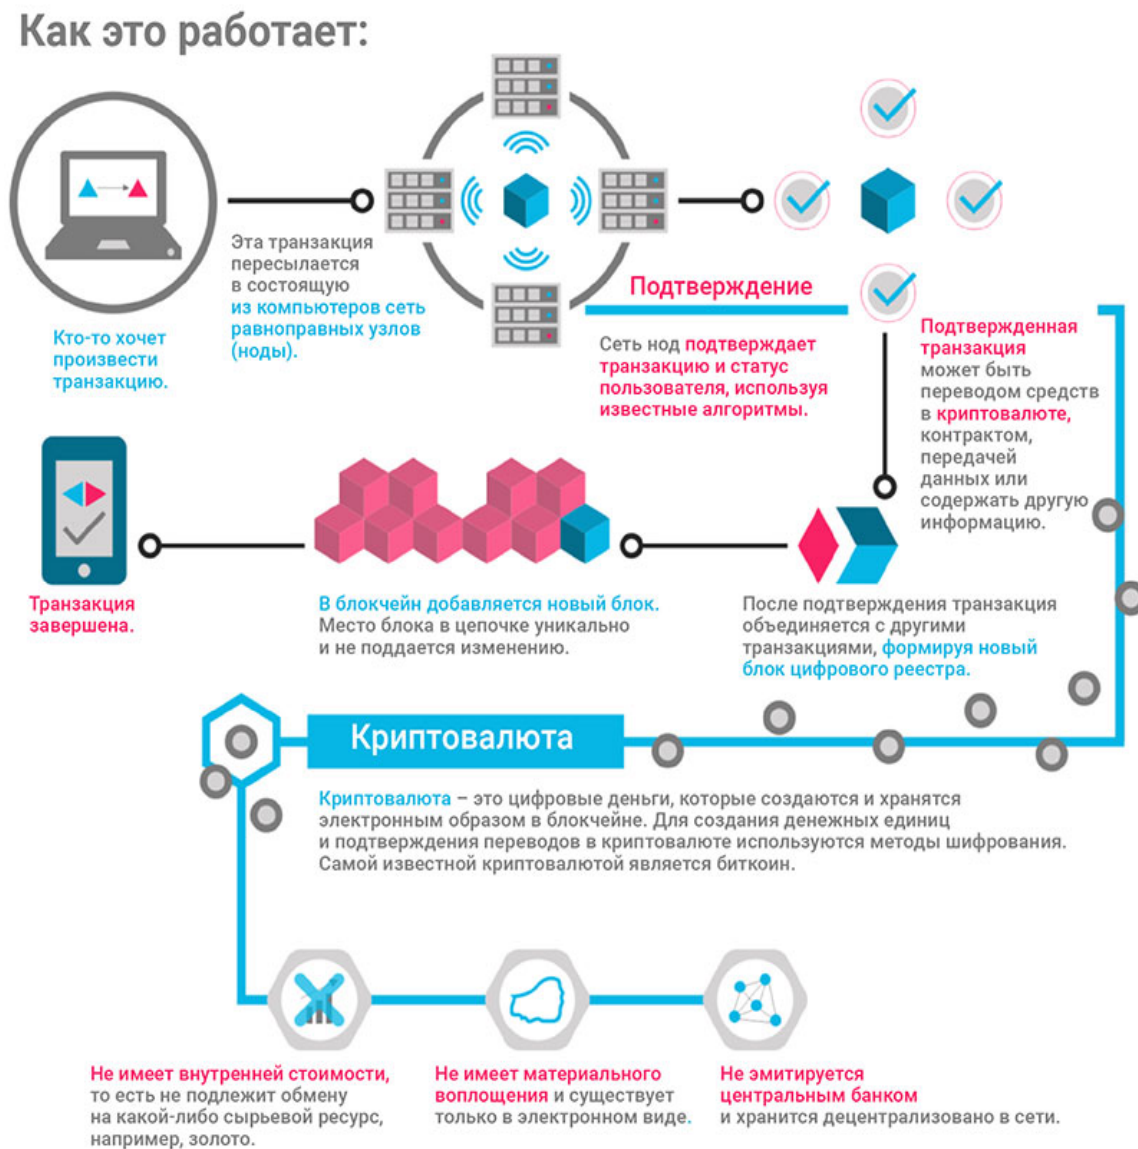 Как это работает:
Кто-то хочет
произвести
транзакцию.
Эта транзакция
пересылается
в состоящую
из компьютеров сеть
равноправных узлов
(ноды).
Подтверждение
Сеть нод подтверждает
транзакцию и статус
пользователя, используя
известные алгоритмы.
Подтвержденная
транзакция
может быть
переводом средств
в криптовалюте,
контрактом,
передачей
данных или
содержать другую
информацию.
После подтверждения транзакция
объединяется с другими
транзакциями, формируя новый
блок цифрового реестра.
В блокчейн добавляется новый блок.
Место блока в цепочке уникально
и не поддается изменению.
Транзакция
завершена.
Криптовалюта
Криптовалюта – это цифровые деньги, которые создаются и хранятся
электронным образом в блокчейне. Для создания денежных единиц
и подтверждения переводов в криптовалюте используются методы шифрования.
Самой известной криптовалютой является биткоин.
Не имеет внутренней стоимости,
то есть не подлежит обмену
на какой-либо сырьевой ресурс,
например, золото.
Не имеет материального
воплощения и существует
только в электронном виде.
Не эмитируется
центральным банком
и хранится децентрализовано в сети.